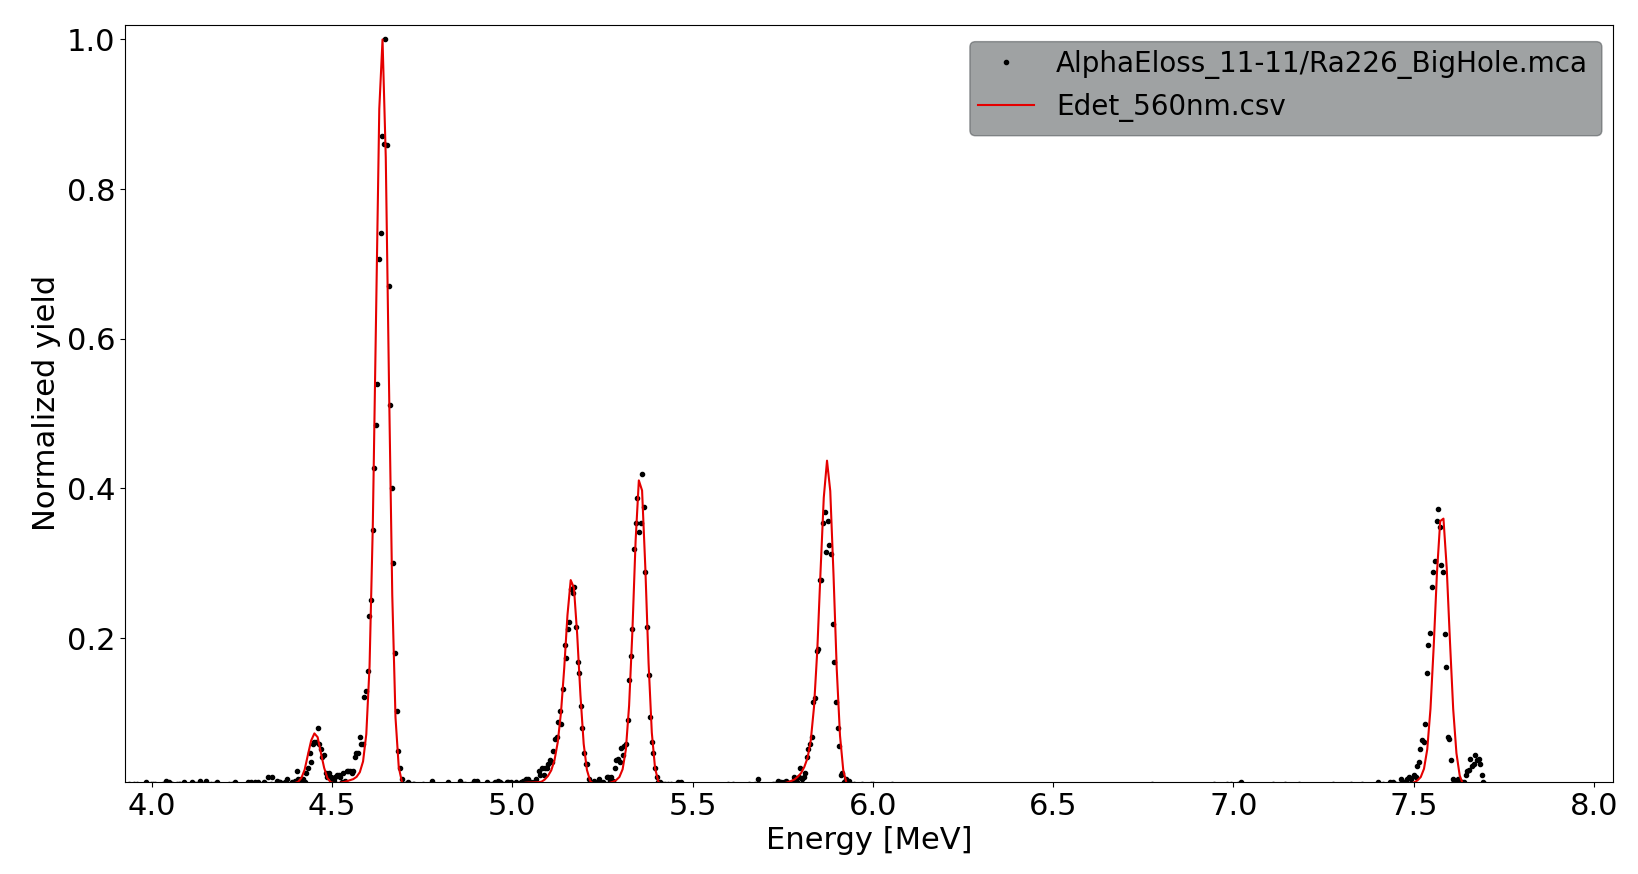 AlphaEloss_11-11/Ra226_BigHole.mca
Edet_560nm.csv
Normalized yield
1.0
0.8
0.6
0.4
0.2
4.0 4.5 5.0 5.5 6.0 6.5 7.0 7.5 8.0
Energy [MeV]